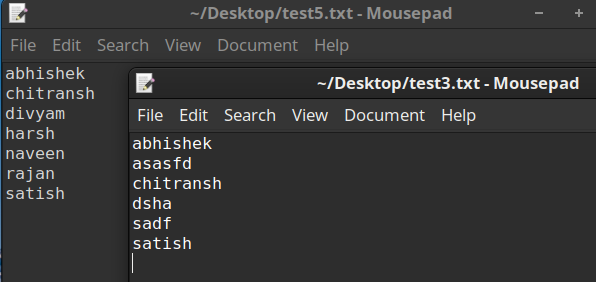 ~/Desktop/test5.txt - Mousepad
File Edit Search View Document Help
abhishek
chitransh
divyam
harsh
naveen
rajan
satish
~/Desktop/test3.txt - Mousepad
File Edit Search View Document Help
abhishek
asasfd
chitransh
dsha
sadf
satish